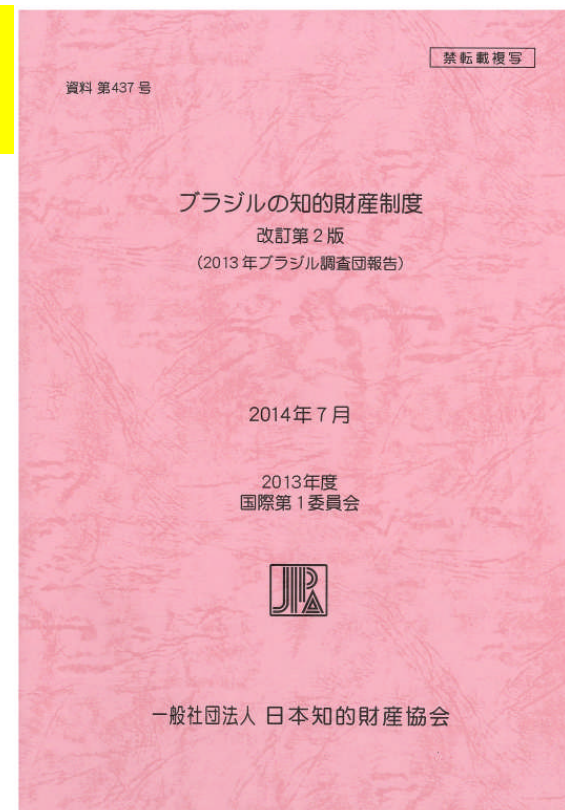 禁転載複写
資料 第437号
ブラジルの知的財産制度
改訂第2版
(2013年ブラジル調査団報告)
2014年7月
2013年度
国際第1委員会
JIPA
一般社団法人 日本知的財産協会